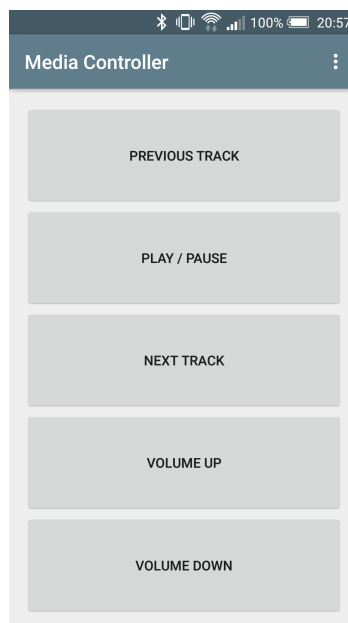 100% 20:57
Media Controller
PREVIOUS TRACK
PLAY / PAUSE
NEXT TRACK
VOLUME UP
VOLUME DOWN